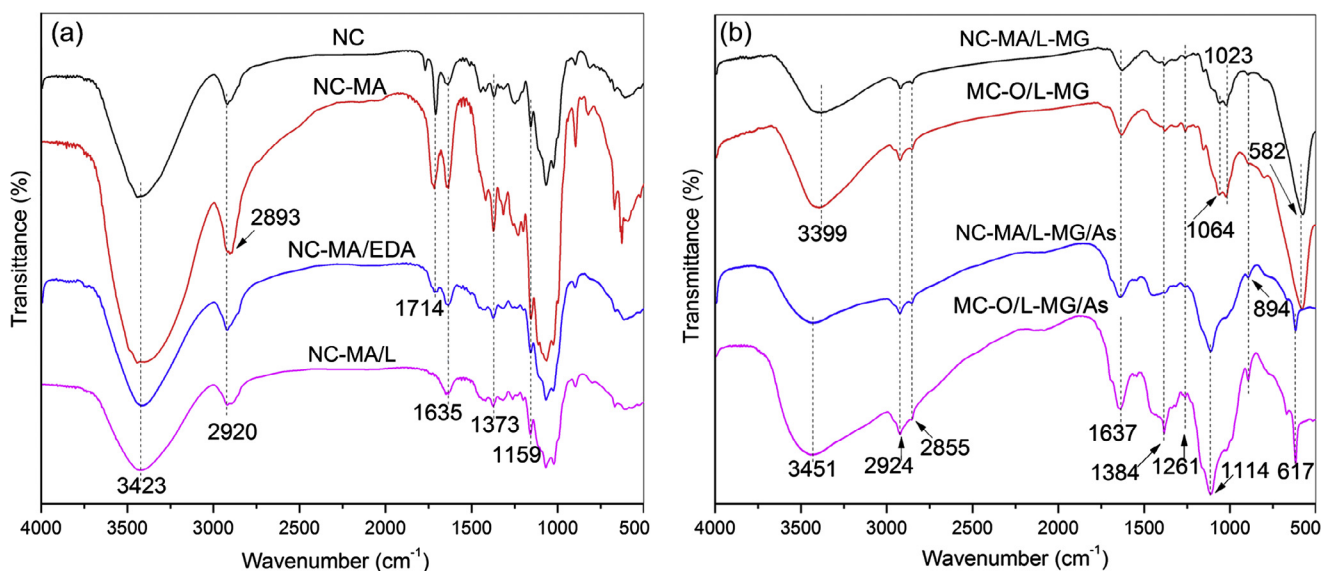 (a)
NC
NC-MA
2893
NC-MA/EDA
1714
NC-MA/L
2920
1635
1373
1159
3423
4000 3500 3000 2500 2000 1500 1000 500
Wavenumber (cm⁻¹)
Transittance (%)
(b)
NC-MA/L-MG
1023
MC-O/L-MG
582
3399
1064
NC-MA/L-MG/As
894
MC-O/L-MG/As
3451
2924
2855
1637
1384
1261
1114
617
4000 3500 3000 2500 2000 1500 1000 500
Wavenumber (cm⁻¹)
Transmittance (%)